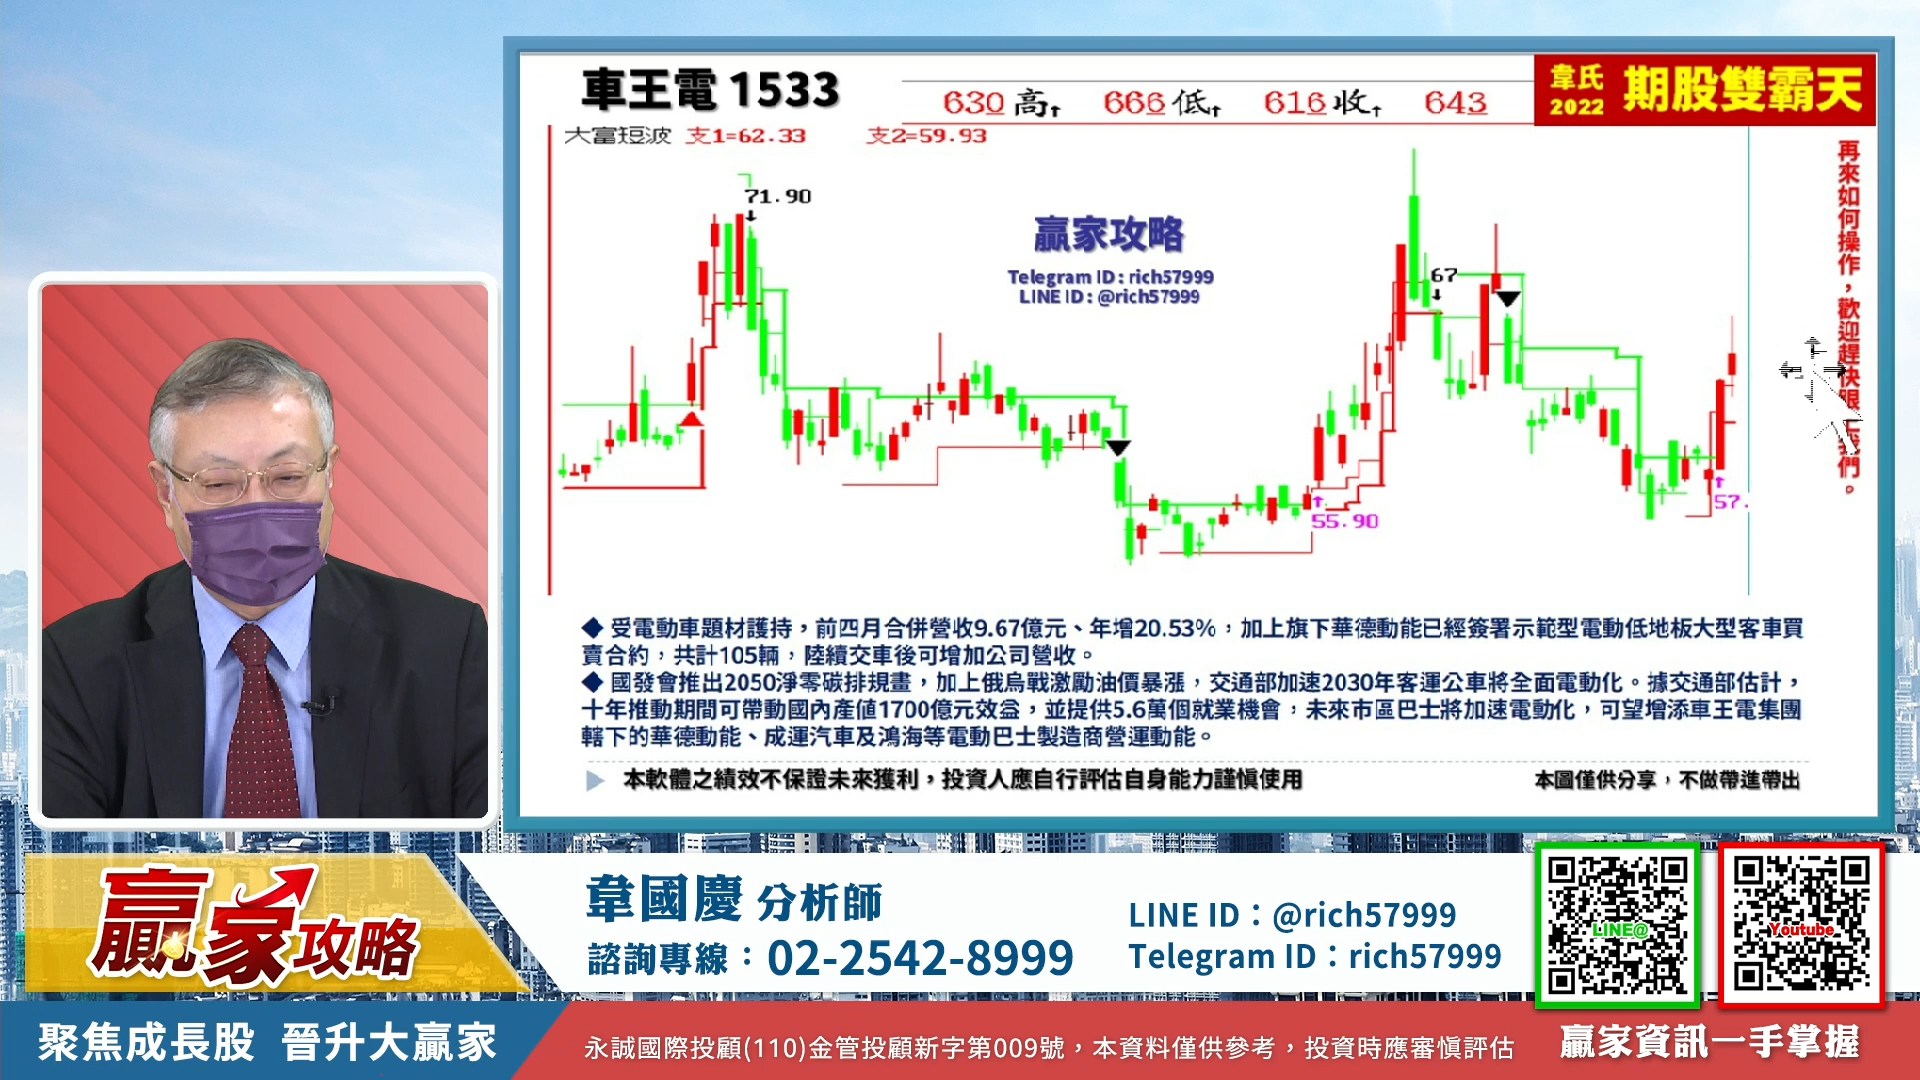 車王電 1533
630 高↑ 666 低↑ 616 收↑ 643
韋氏 2022 期股雙霸天
大富短波 支1=62.33 支2=59.93
71.90
贏家攻略
Telegram ID : rich57999
LINE ID : @rich57999
67
55.90
57.
再來如何操作，歡迎趕快跟上我們。
◆ 受電動車題材護持，前四月合併營收9.67億元、年增20.53%，加上旗下華德動能已經簽署示範型電動低地板大型客車買
賣合約，共計105輛，陸續交車後可增加公司營收。
◆ 國發會推出2050淨零碳排規畫，加上俄烏戰激勵油價暴漲，交通部加速2030年客運公車將全面電動化。據交通部估計，
十年推動期間可帶動國內產值1700億元效益，並提供5.6萬個就業機會，未來市區巴士將加速電動化，可望增添車王電集團
轄下的華德動能、成運汽車及鴻海等電動巴士製造商營運動能。
本軟體之績效不保證未來獲利，投資人應自行評估自身能力謹慎使用
本圖僅供分享，不做帶進帶出
贏家攻略
韋國慶 分析師
諮詢專線：02-2542-8999
LINE ID：@rich57999
Telegram ID：rich57999
LINE@
Youtube
聚焦成長股 晉升大贏家
永誠國際投顧(110)金管投顧新字第009號，本資料僅供參考，投資時應審慎評估
贏家資訊一手掌握